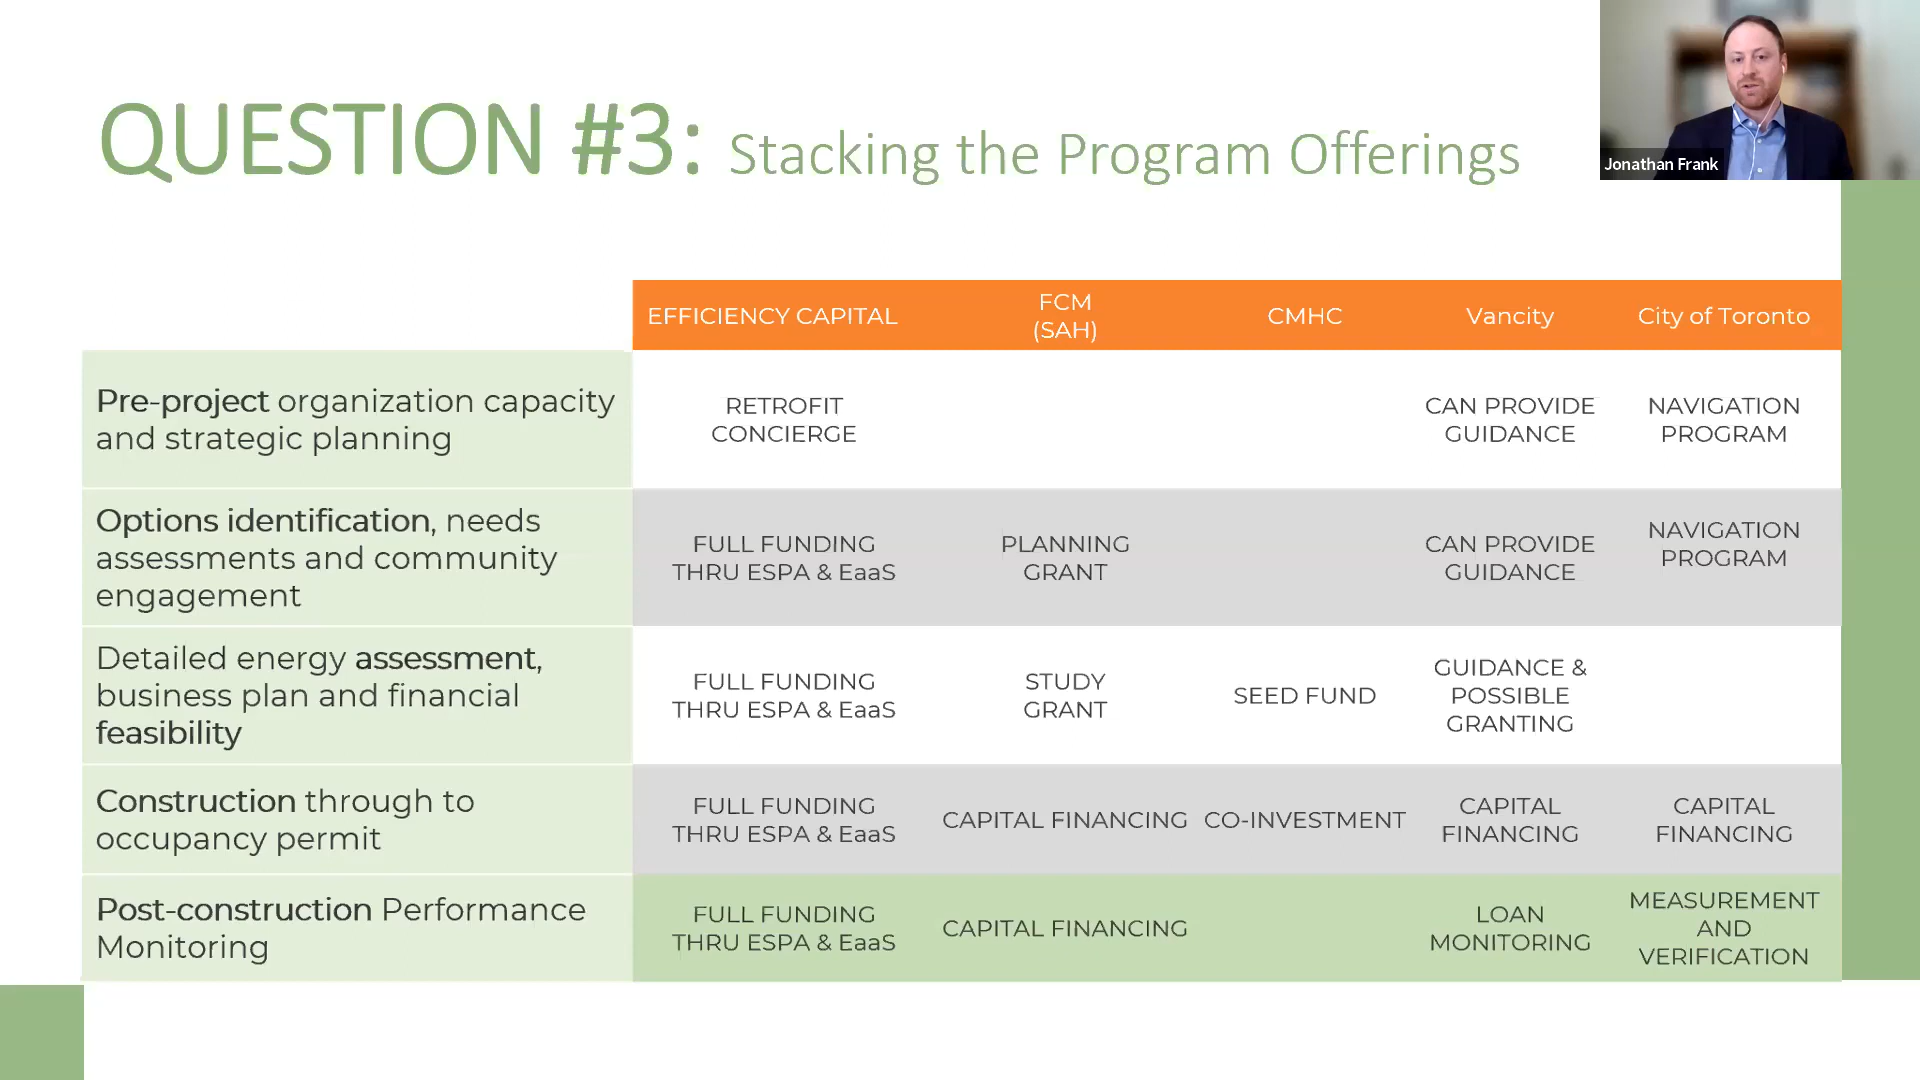 QUESTION #3: Stacking the Program Offerings
Jonathan Frank
EFFICIENCY CAPITAL
FCM
(SAH)
CMHC
Vancity
City of Toronto
Pre-project organization capacity
and strategic planning
RETROFIT
CONCIERGE
CAN PROVIDE
GUIDANCE
NAVIGATION
PROGRAM
Options identification, needs
assessments and community
engagement
FULL FUNDING
THRU ESPA & EaaS
PLANNING
GRANT
CAN PROVIDE
GUIDANCE
NAVIGATION
PROGRAM
Detailed energy assessment,
business plan and financial
feasibility
FULL FUNDING
THRU ESPA & EaaS
STUDY
GRANT
SEED FUND
GUIDANCE &
POSSIBLE
GRANTING
Construction through to
occupancy permit
FULL FUNDING
THRU ESPA & EaaS
CAPITAL FINANCING
CO-INVESTMENT
CAPITAL
FINANCING
CAPITAL
FINANCING
Post-construction Performance
Monitoring
FULL FUNDING
THRU ESPA & EaaS
CAPITAL FINANCING
LOAN
MONITORING
MEASUREMENT
AND
VERIFICATION